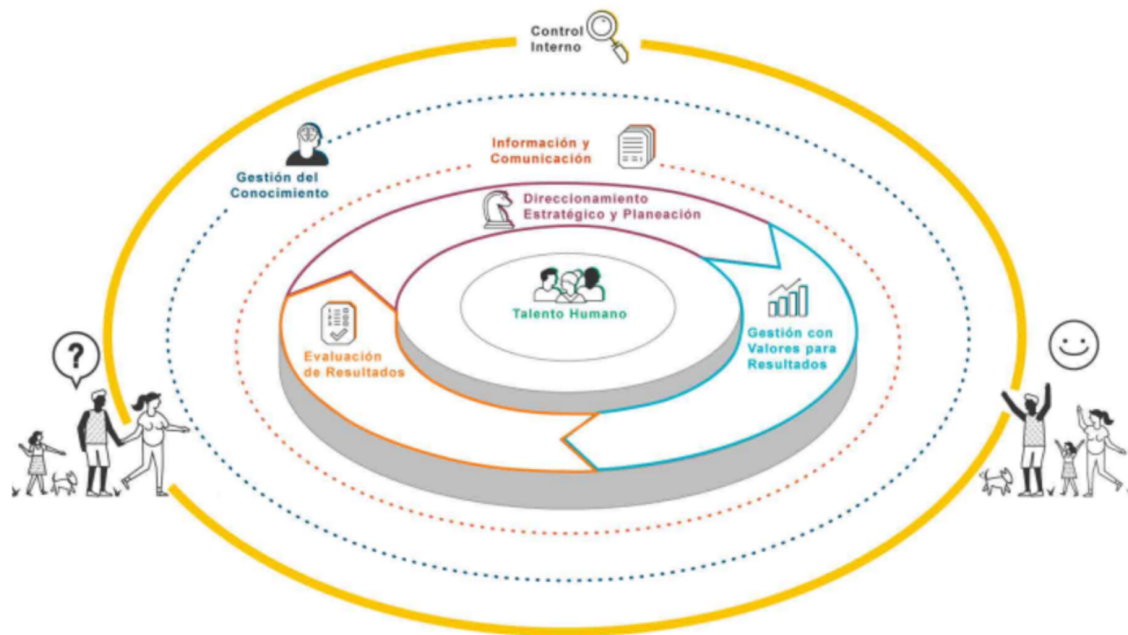 Control
Interno
Información y
Comunicación
Gestión del
Conocimiento
Direccionamiento
Estratégico y Planeación
Talento Humano
Gestión con
Valores para
Resultados
Evaluación
de Resultados
?